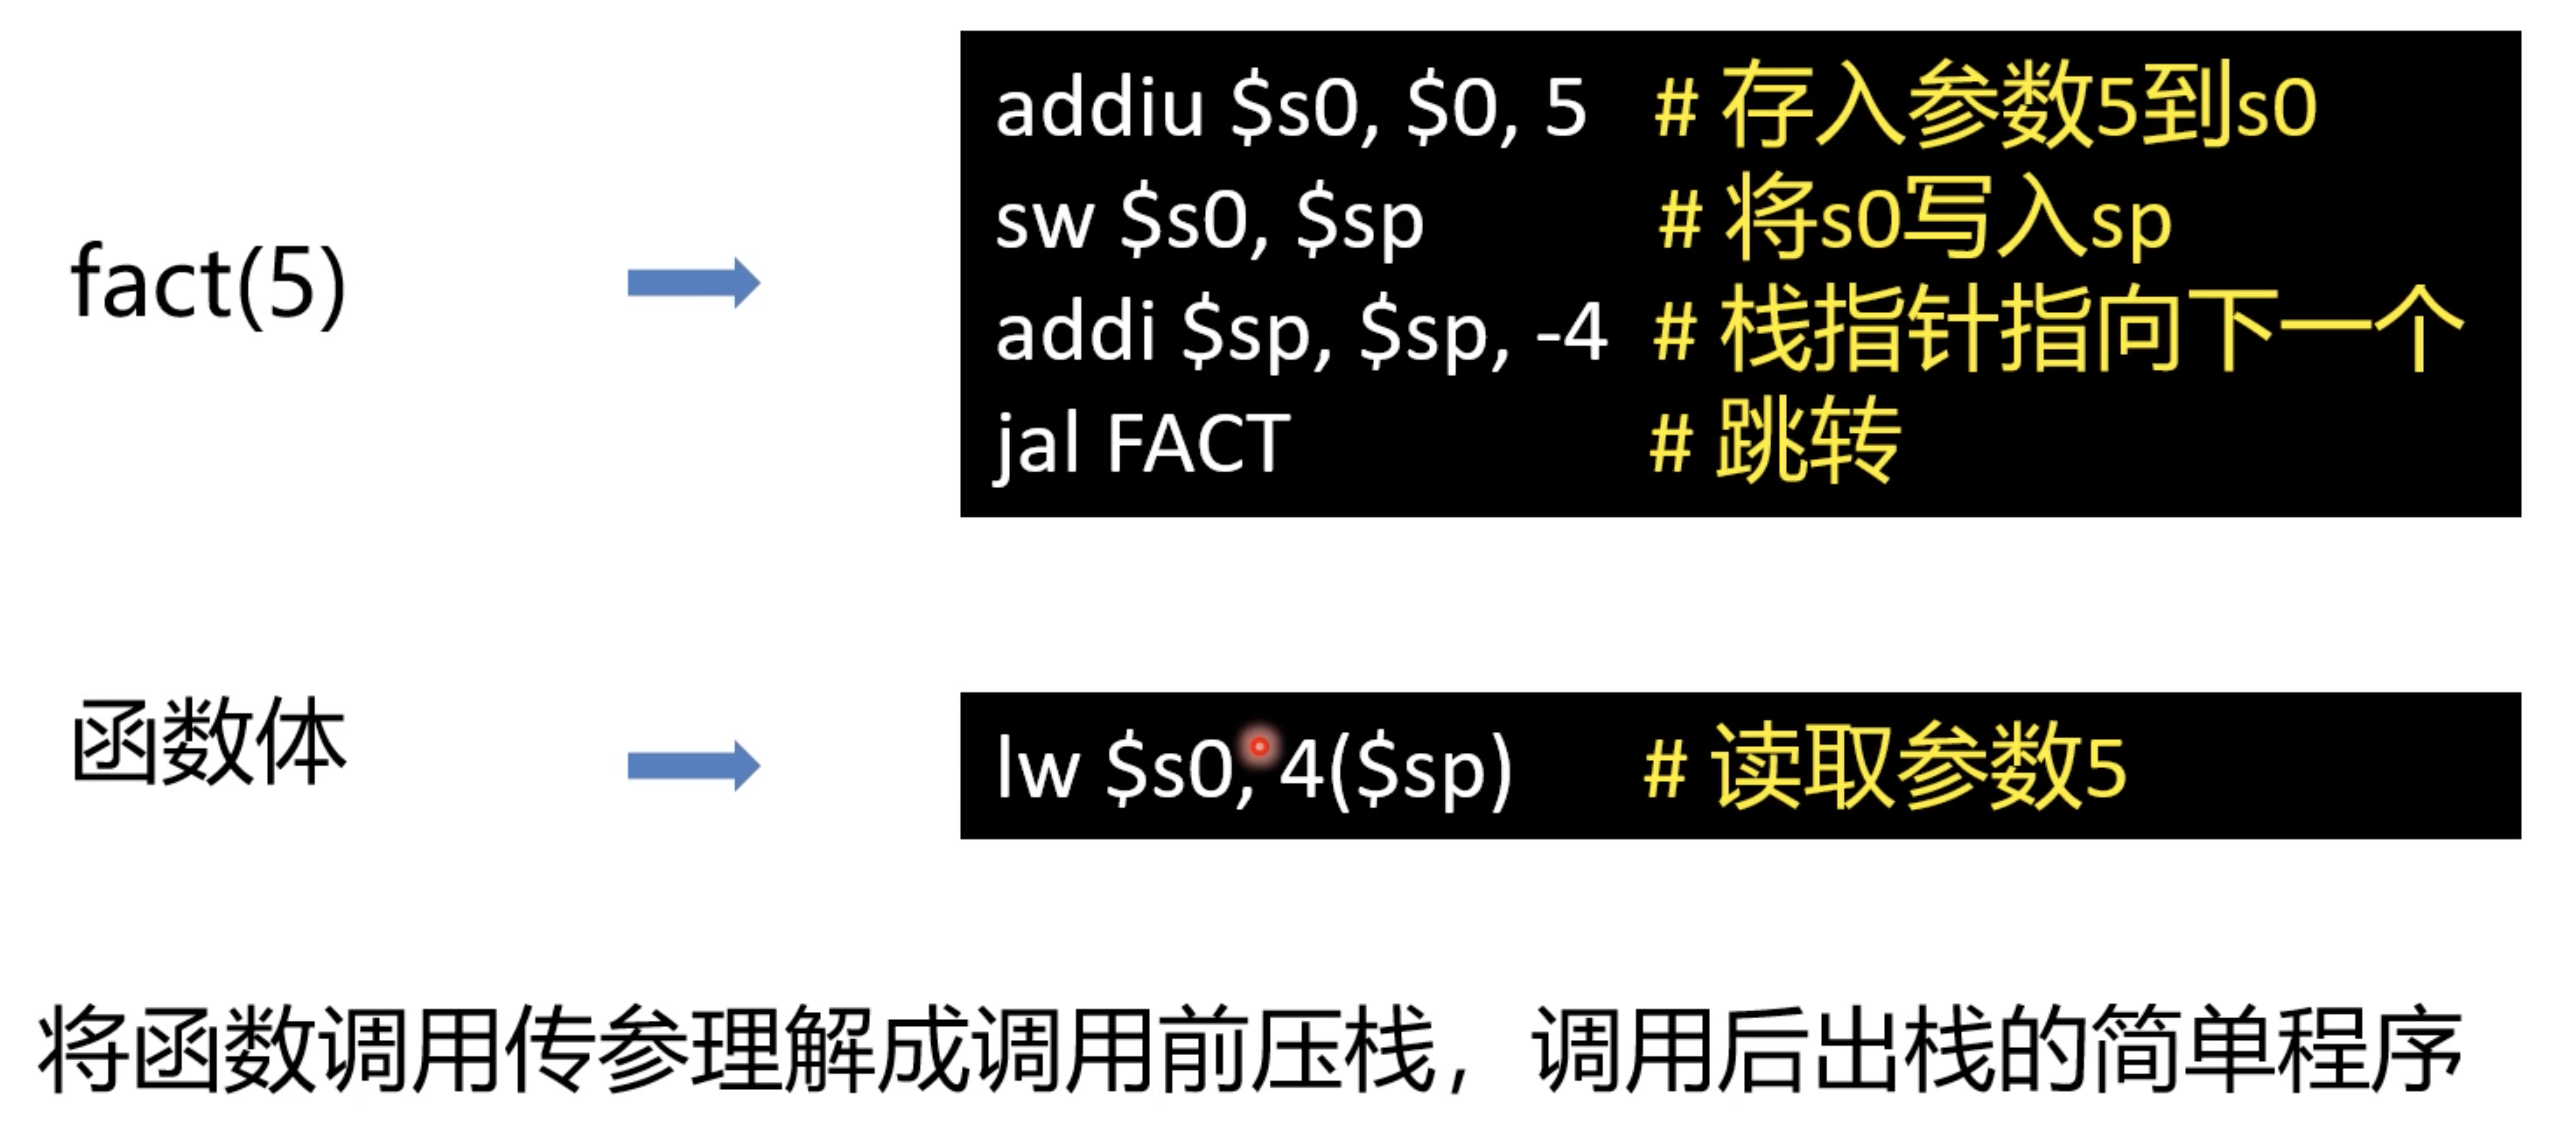 fact(5)
addiu $s0, $0, 5 # 存入参数5到s0
sw $s0, $sp # 将s0写入sp
addi $sp, $sp, -4 # 栈指针指向下一个
jal FACT # 跳转
函数体
lw $s0, 4($sp) # 读取参数5
将函数调用传参理解成调用前压栈，调用后出栈的简单程序